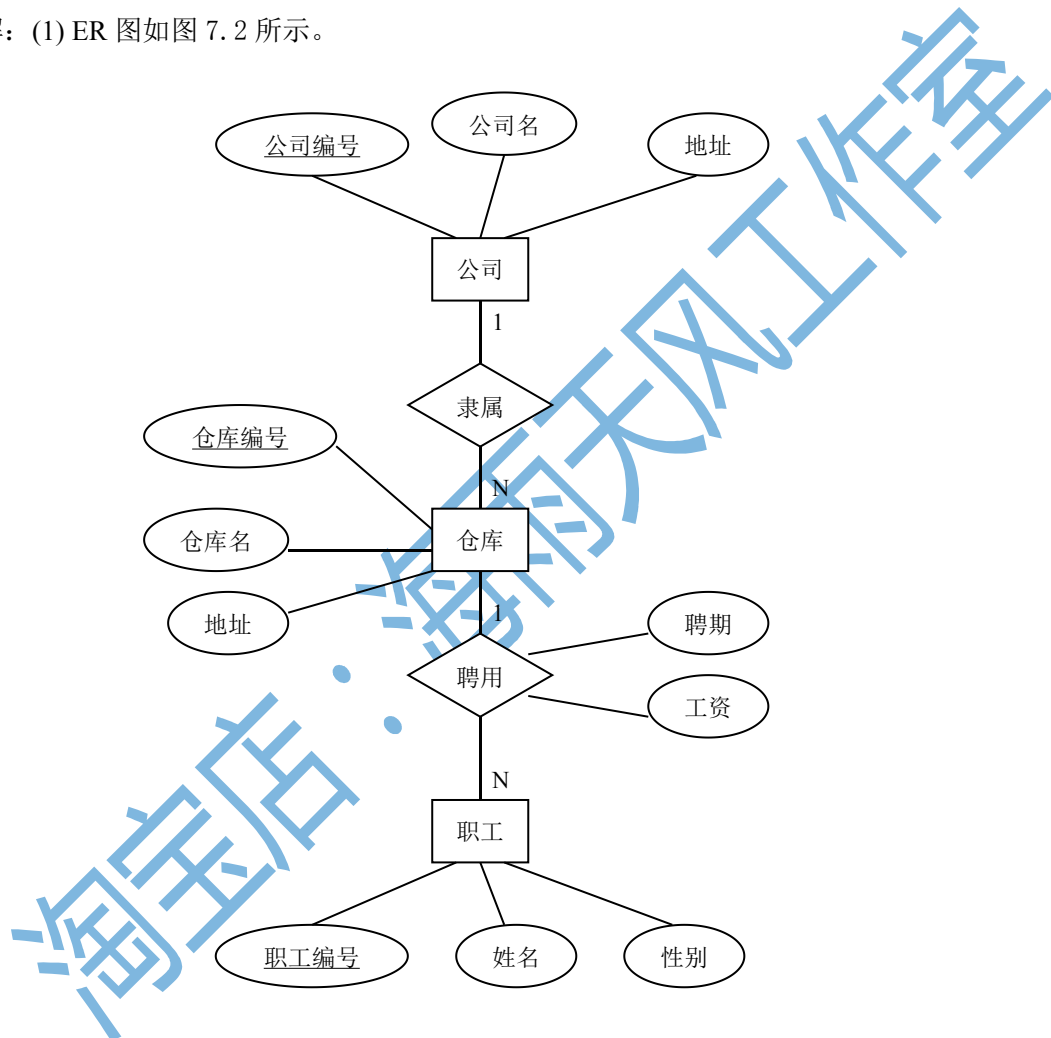 ：(1) ER 图如图 7.2 所示。
公司编号
公司名
地址
公司
1
隶属
仓库编号
N
仓库名
仓库
地址
1
聘期
聘用
工资
N
职工
职工编号
姓名
性别
淘宝店：海雨天风工作室